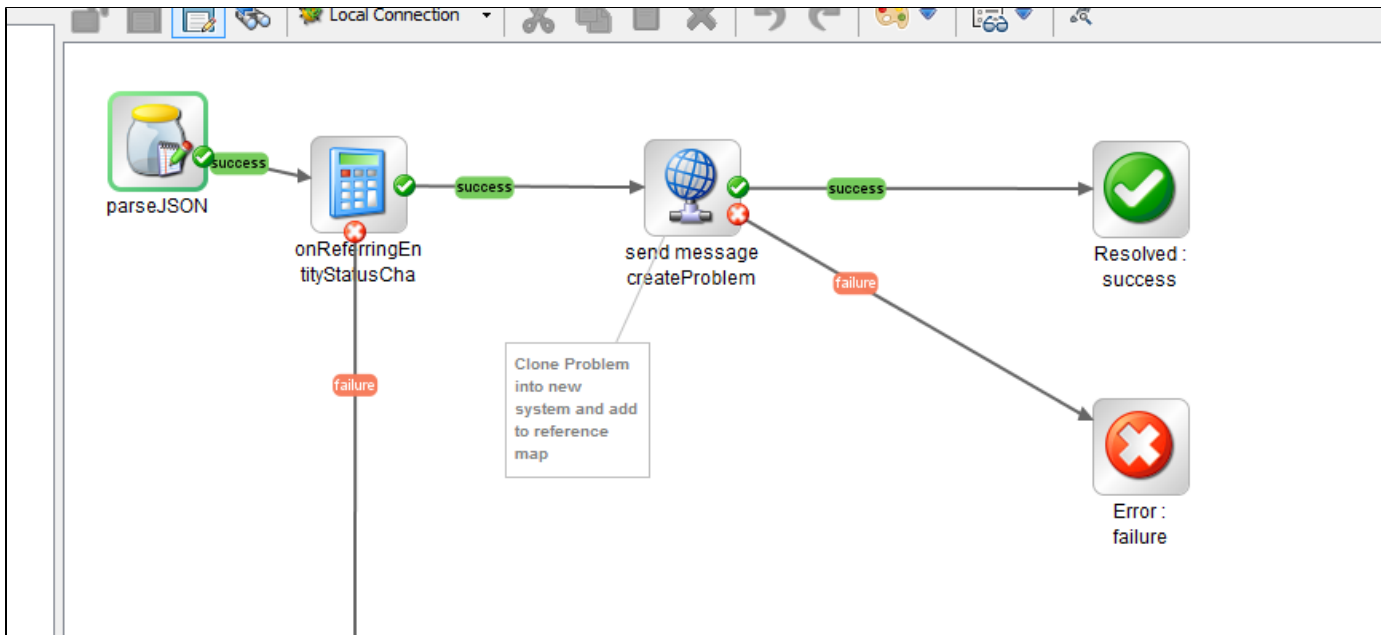 Local Connection
success
parseJSON
success
success
onReferringEn
tityStatusCha
send message
createProblem
Resolved :
success
failure
Clone Problem
into new
system and add
to reference
map
failure
Error :
failure